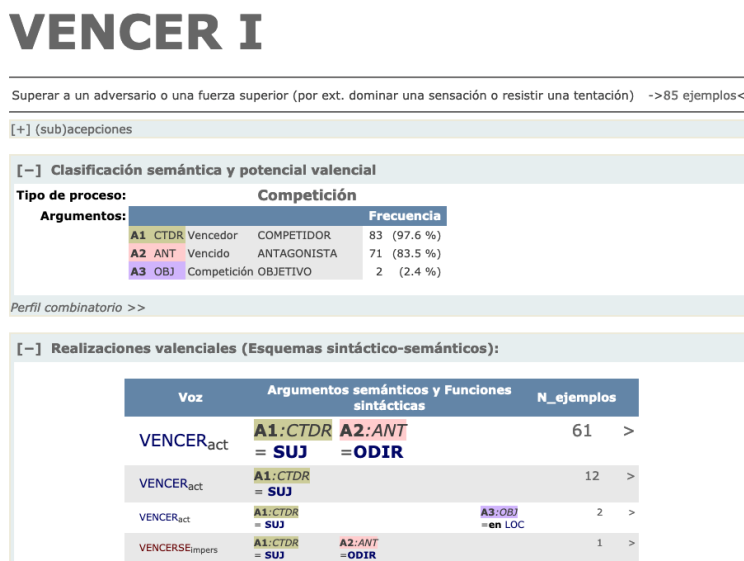 VENCER I
Superar a un adversario o una fuerza superior (por ext. dominar una sensación o resistir una tentación) ->85 ejemplos<
[+] (sub)acepciones
[−] Clasificación semántica y potencial valencial
Tipo de proceso: Competición
Argumentos: Frecuencia
A1 CTDR Vencedor COMPETIDOR 83 (97.6 %)
A2 ANT Vencido ANTAGONISTA 71 (83.5 %)
A3 OBJ Competición OBJETIVO 2 (2.4 %)
Perfil combinatorio >>
[−] Realizaciones valenciales (Esquemas sintáctico-semánticos):
Voz Argumentos semánticos y Funciones sintácticas N_ejemplos
VENCERact A1:CTDR A2:ANT 61 >
= SUJ =ODIR
VENCERact A1:CTDR 12 >
= SUJ
VENCERact A1:CTDR A3:OBJ 2 >
= SUJ =en LOC
VENCERSEimpers A1:CTDR A2:ANT 1 >
= SUJ =ODIR